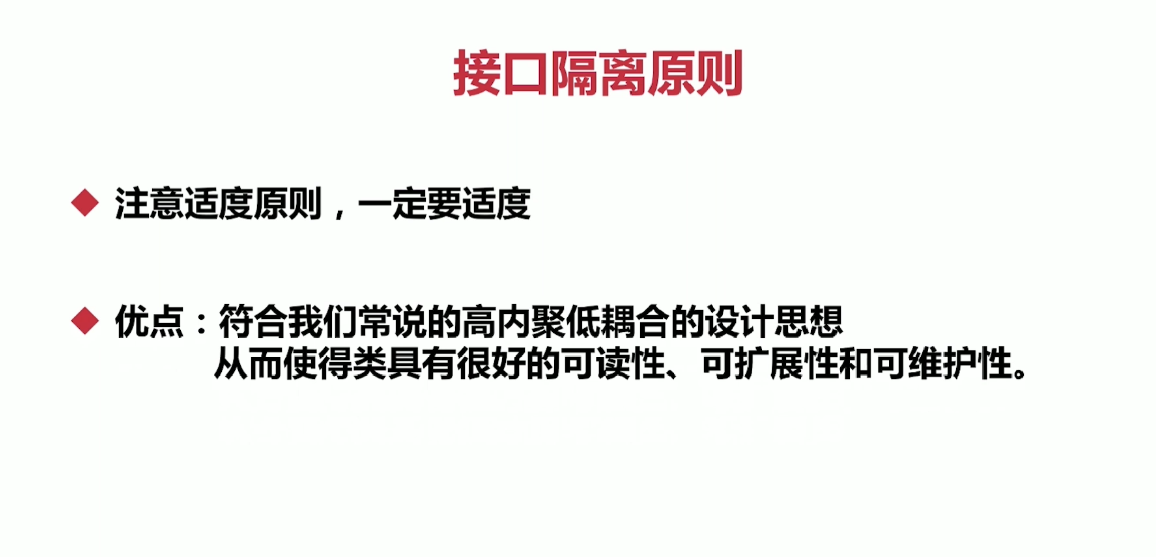 接口隔离原则
注意适度原则，一定要适度
优点：符合我们常说的高内聚低耦合的设计思想
从而使得类具有很好的可读性、可扩展性和可维护性。